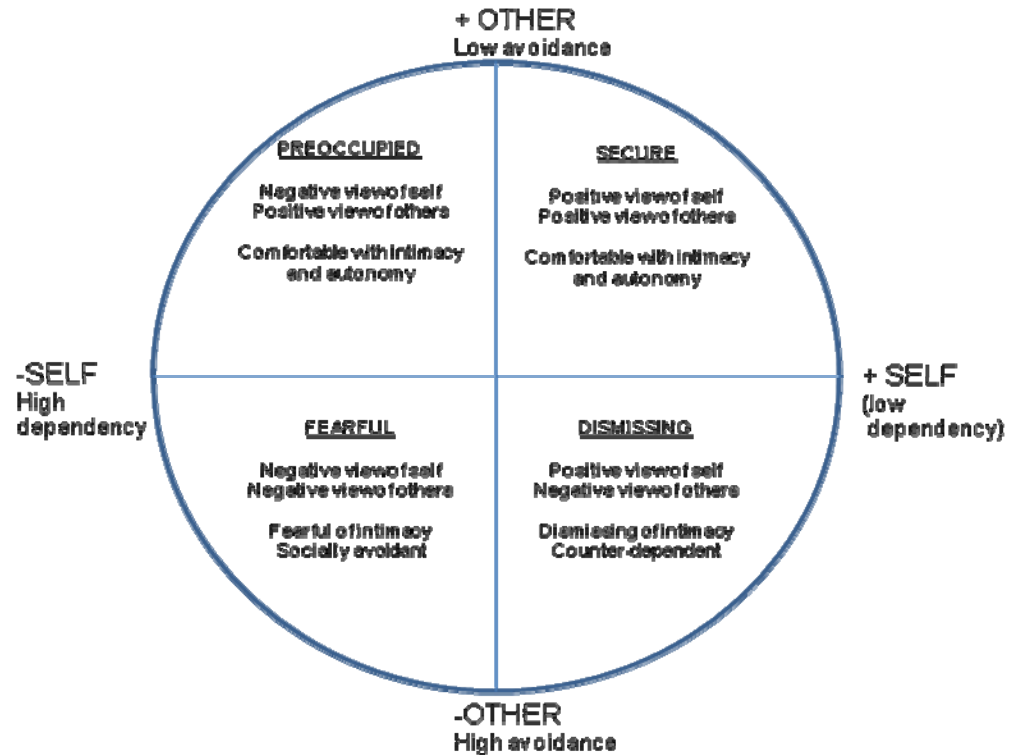 + OTHER
Low avoidance
PREOCCUPIED
Negative view of self
Positive view of others
Comfortable with intimacy
and autonomy
SECURE
Positive view of self
Positive view of others
Comfortable with intimacy
and autonomy
-SELF
High
dependency
+ SELF
(low
dependency)
FEARFUL
Negative view of self
Negative view of others
Fearful of intimacy
Socially avoidant
DISMISSING
Positive view of self
Negative view of others
Dismissing of intimacy
Counter-dependent
-OTHER
High avoidance